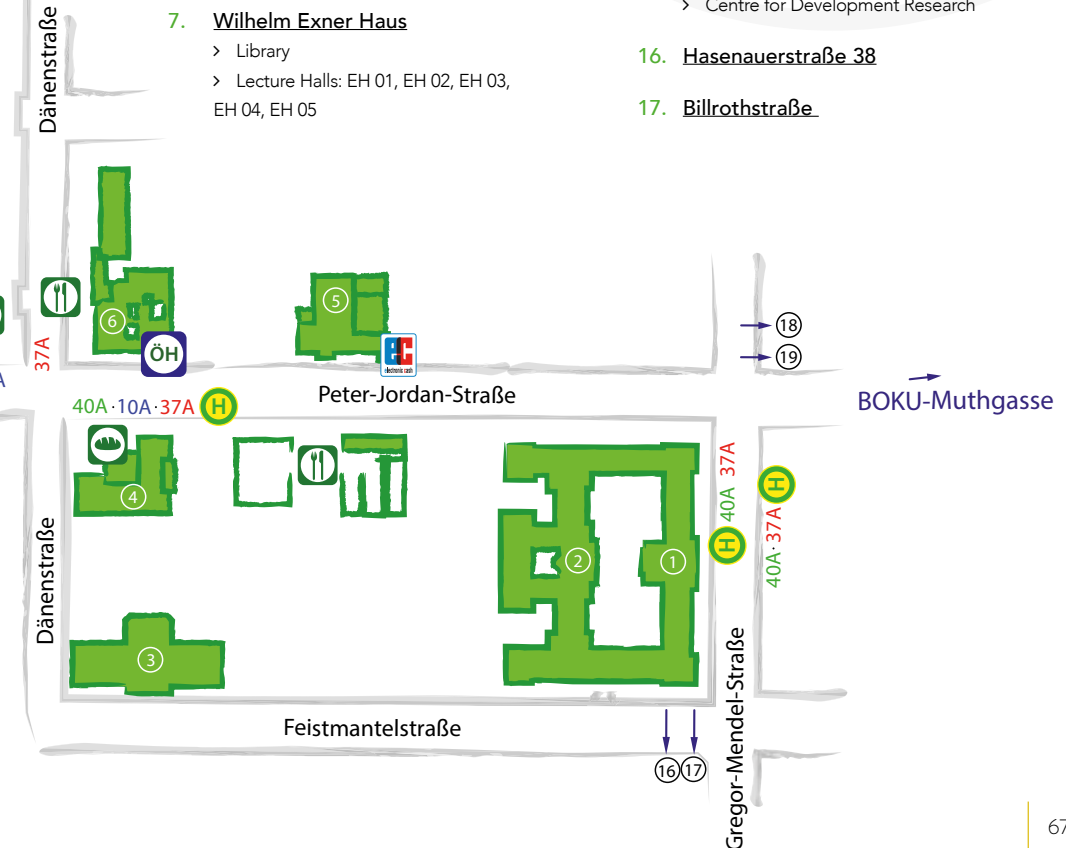 7. Wilhelm Exner Haus
› Library
› Lecture Halls: EH 01, EH 02, EH 03,
EH 04, EH 05
› Centre for Development Research
16. Hasenauerstraße 38
17. Billrothstraße
Dänenstraße
6
5
ÖH
ec
electronic cash
37A
A
18
19
BOKU-Muthgasse
Peter-Jordan-Straße
40A · 10A · 37A
H
4
2
1
40A 37A
H
H
40A · 37A
Dänenstraße
3
Feistmantelstraße
Gregor-Mendel-Straße
16
17
67